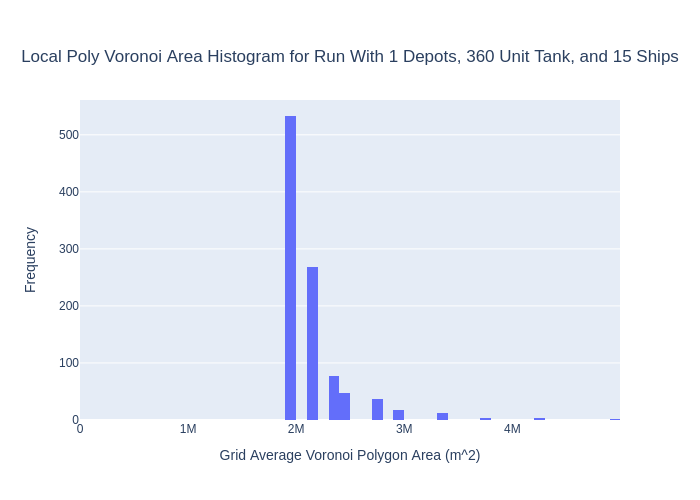 Local Poly Voronoi Area Histogram for Run With 1 Depots, 360 Unit Tank, and 15 Ships
500
400
300
200
100
0
Frequency
0 1M 2M 3M 4M
Grid Average Voronoi Polygon Area (m^2)